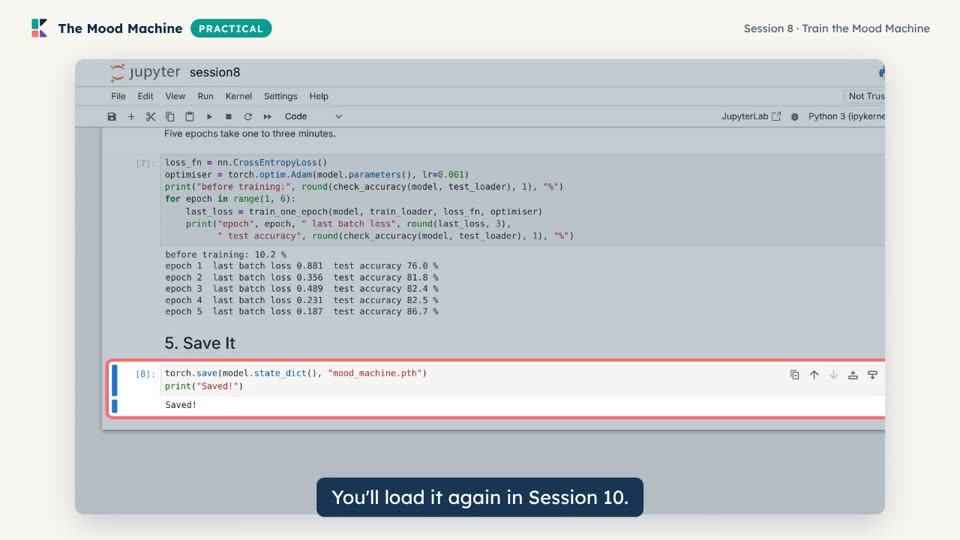 The Mood Machine PRACTICAL
Session 8 · Train the Mood Machine
jupyter session8
File Edit View Run Kernel Settings Help
Not Trus
Code
JupyterLab
Python 3 (ipykerne
Five epochs take one to three minutes.
[7]:
loss_fn = nn.CrossEntropyLoss()
optimiser = torch.optim.Adam(model.parameters(), lr=0.001)
print("before training:", round(check_accuracy(model, test_loader), 1), "%")
for epoch in range(1, 6):
    last_loss = train_one_epoch(model, train_loader, loss_fn, optimiser)
    print("epoch", epoch, " last batch loss", round(last_loss, 3),
          " test accuracy", round(check_accuracy(model, test_loader), 1), "%")
before training: 10.2 %
epoch 1  last batch loss 0.881  test accuracy 76.0 %
epoch 2  last batch loss 0.356  test accuracy 81.8 %
epoch 3  last batch loss 0.489  test accuracy 82.4 %
epoch 4  last batch loss 0.231  test accuracy 82.5 %
epoch 5  last batch loss 0.187  test accuracy 86.7 %
5. Save It
[8]:
torch.save(model.state_dict(), "mood_machine.pth")
print("Saved!")
Saved!
You'll load it again in Session 10.